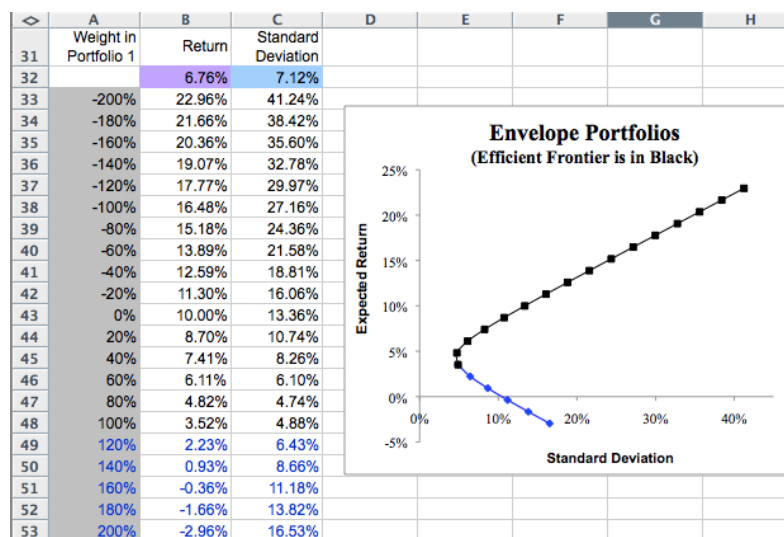 A B C D E F G H
Weight in Portfolio 1 Return Standard Deviation
31
32 6.76% 7.12%
33 -200% 22.96% 41.24%
34 -180% 21.66% 38.42%
35 -160% 20.36% 35.60%
36 -140% 19.07% 32.78%
37 -120% 17.77% 29.97%
38 -100% 16.48% 27.16%
39 -80% 15.18% 24.36%
40 -60% 13.89% 21.58%
41 -40% 12.59% 18.81%
42 -20% 11.30% 16.06%
43 0% 10.00% 13.36%
44 20% 8.70% 10.74%
45 40% 7.41% 8.26%
46 60% 6.11% 6.10%
47 80% 4.82% 4.74%
48 100% 3.52% 4.88%
49 120% 2.23% 6.43%
50 140% 0.93% 8.66%
51 160% -0.36% 11.18%
52 180% -1.66% 13.82%
53 200% -2.96% 16.53%
Envelope Portfolios
(Efficient Frontier is in Black)
Expected Return
25%
20%
15%
10%
5%
0%
-5%
0% 10% 20% 30% 40%
Standard Deviation